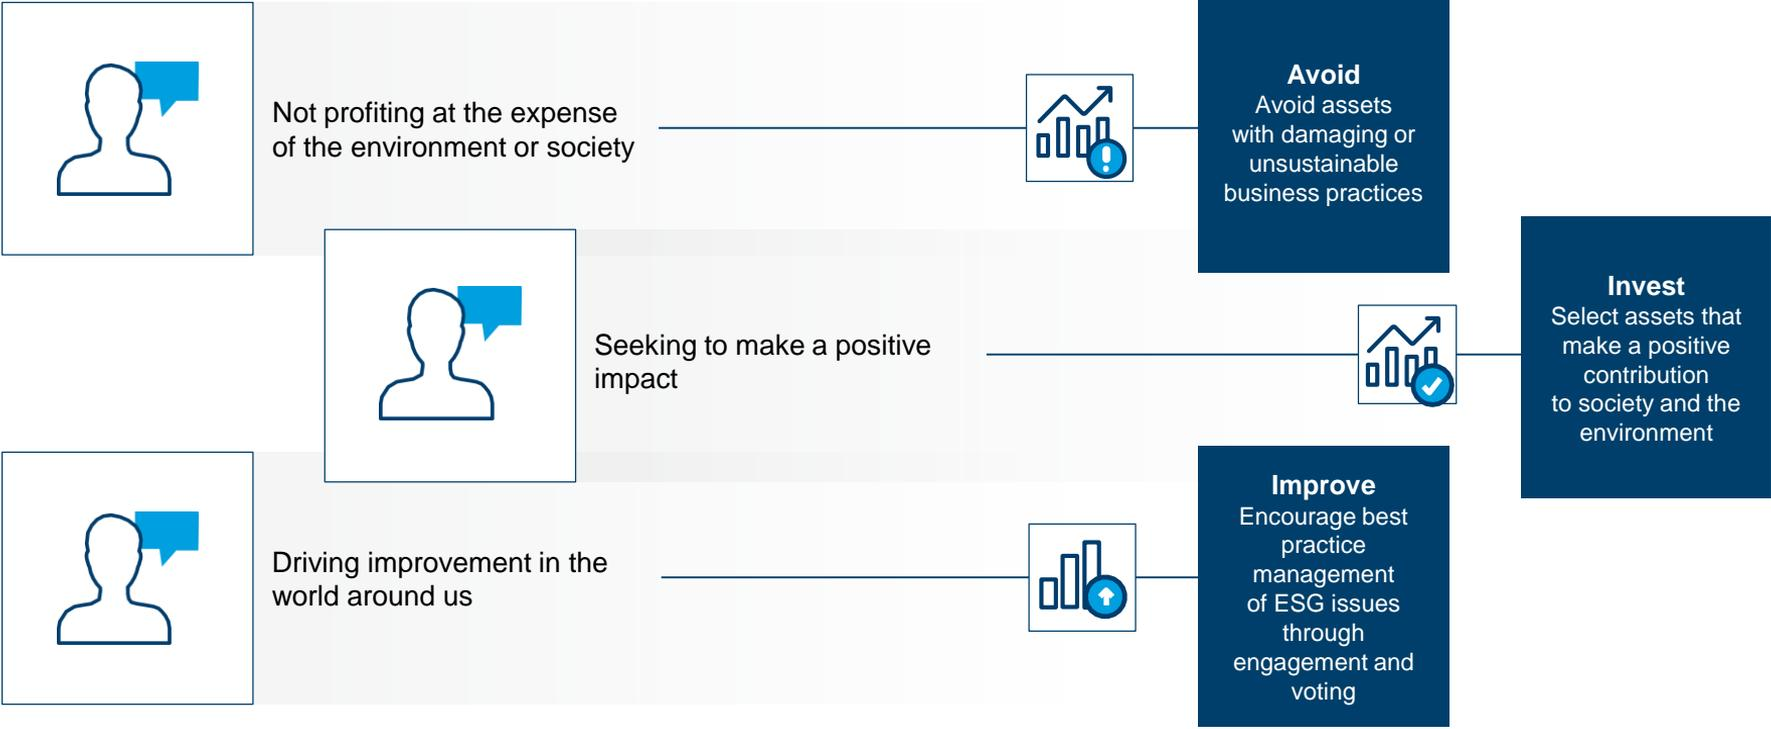 Not profiting at the expense
of the environment or society
Avoid
Avoid assets
with damaging or
unsustainable
business practices
Seeking to make a positive
impact
Invest
Select assets that
make a positive
contribution
to society and the
environment
Driving improvement in the
world around us
Improve
Encourage best
practice
management
of ESG issues
through
engagement and
voting